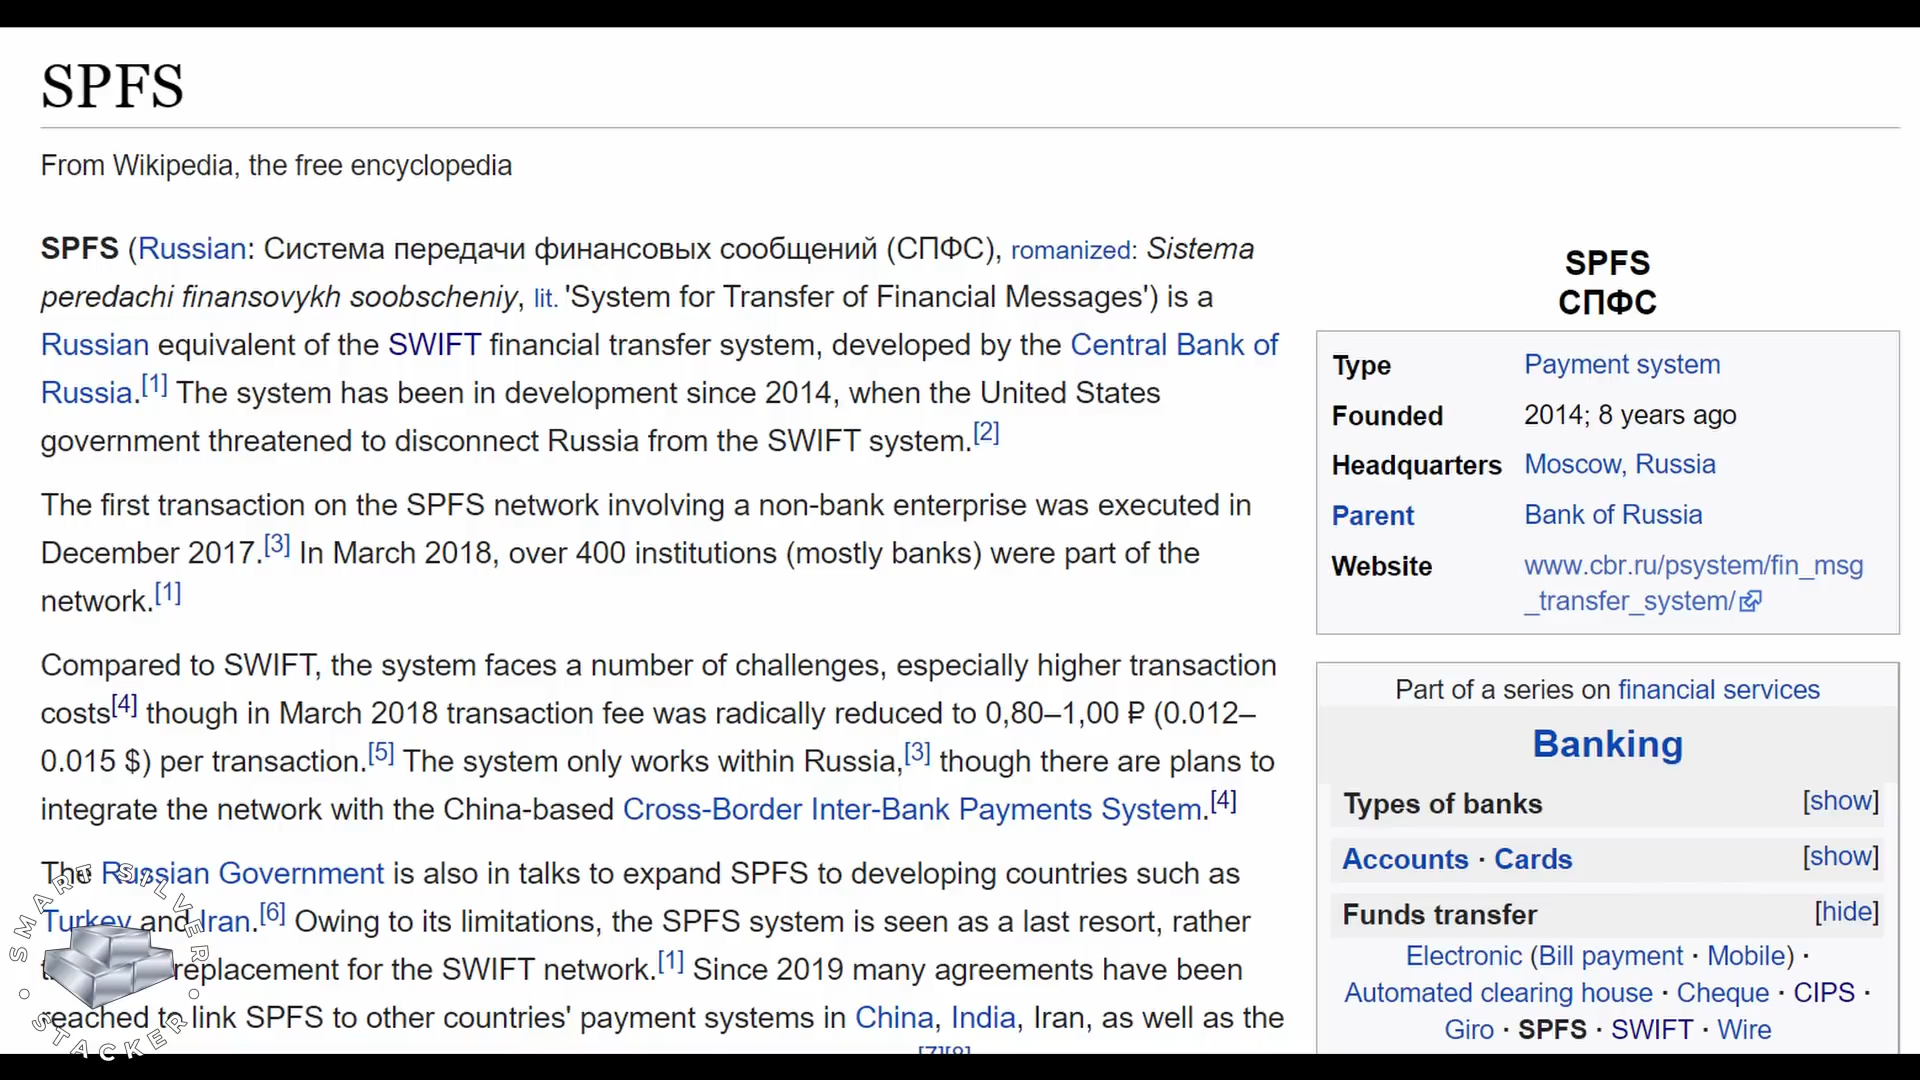 SPFS
From Wikipedia, the free encyclopedia
SPFS (Russian: Система передачи финансовых сообщений (СПФС), romanized: Sistema
peredachi finansovykh soobscheniy, lit. 'System for Transfer of Financial Messages') is a
Russian equivalent of the SWIFT financial transfer system, developed by the Central Bank of
Russia.[1] The system has been in development since 2014, when the United States
government threatened to disconnect Russia from the SWIFT system.[2]
The first transaction on the SPFS network involving a non-bank enterprise was executed in
December 2017.[3] In March 2018, over 400 institutions (mostly banks) were part of the
network.[1]
Compared to SWIFT, the system faces a number of challenges, especially higher transaction
costs[4] though in March 2018 transaction fee was radically reduced to 0,80–1,00 ₽ (0.012–
0.015 $) per transaction.[5] The system only works within Russia,[3] though there are plans to
integrate the network with the China-based Cross-Border Inter-Bank Payments System.[4]
The Russian Government is also in talks to expand SPFS to developing countries such as
Turkey and Iran.[6] Owing to its limitations, the SPFS system is seen as a last resort, rather
replacement for the SWIFT network.[1] Since 2019 many agreements have been
reached to link SPFS to other countries' payment systems in China, India, Iran, as well as the
[7][8]
SPFS
СПФС
Type Payment system
Founded 2014; 8 years ago
Headquarters Moscow, Russia
Parent Bank of Russia
Website www.cbr.ru/psystem/fin_msg
_transfer_system/
Part of a series on financial services
Banking
Types of banks [show]
Accounts · Cards [show]
Funds transfer [hide]
Electronic (Bill payment · Mobile) ·
Automated clearing house · Cheque · CIPS ·
Giro · SPFS · SWIFT · Wire
SMART SILVER
STACKER